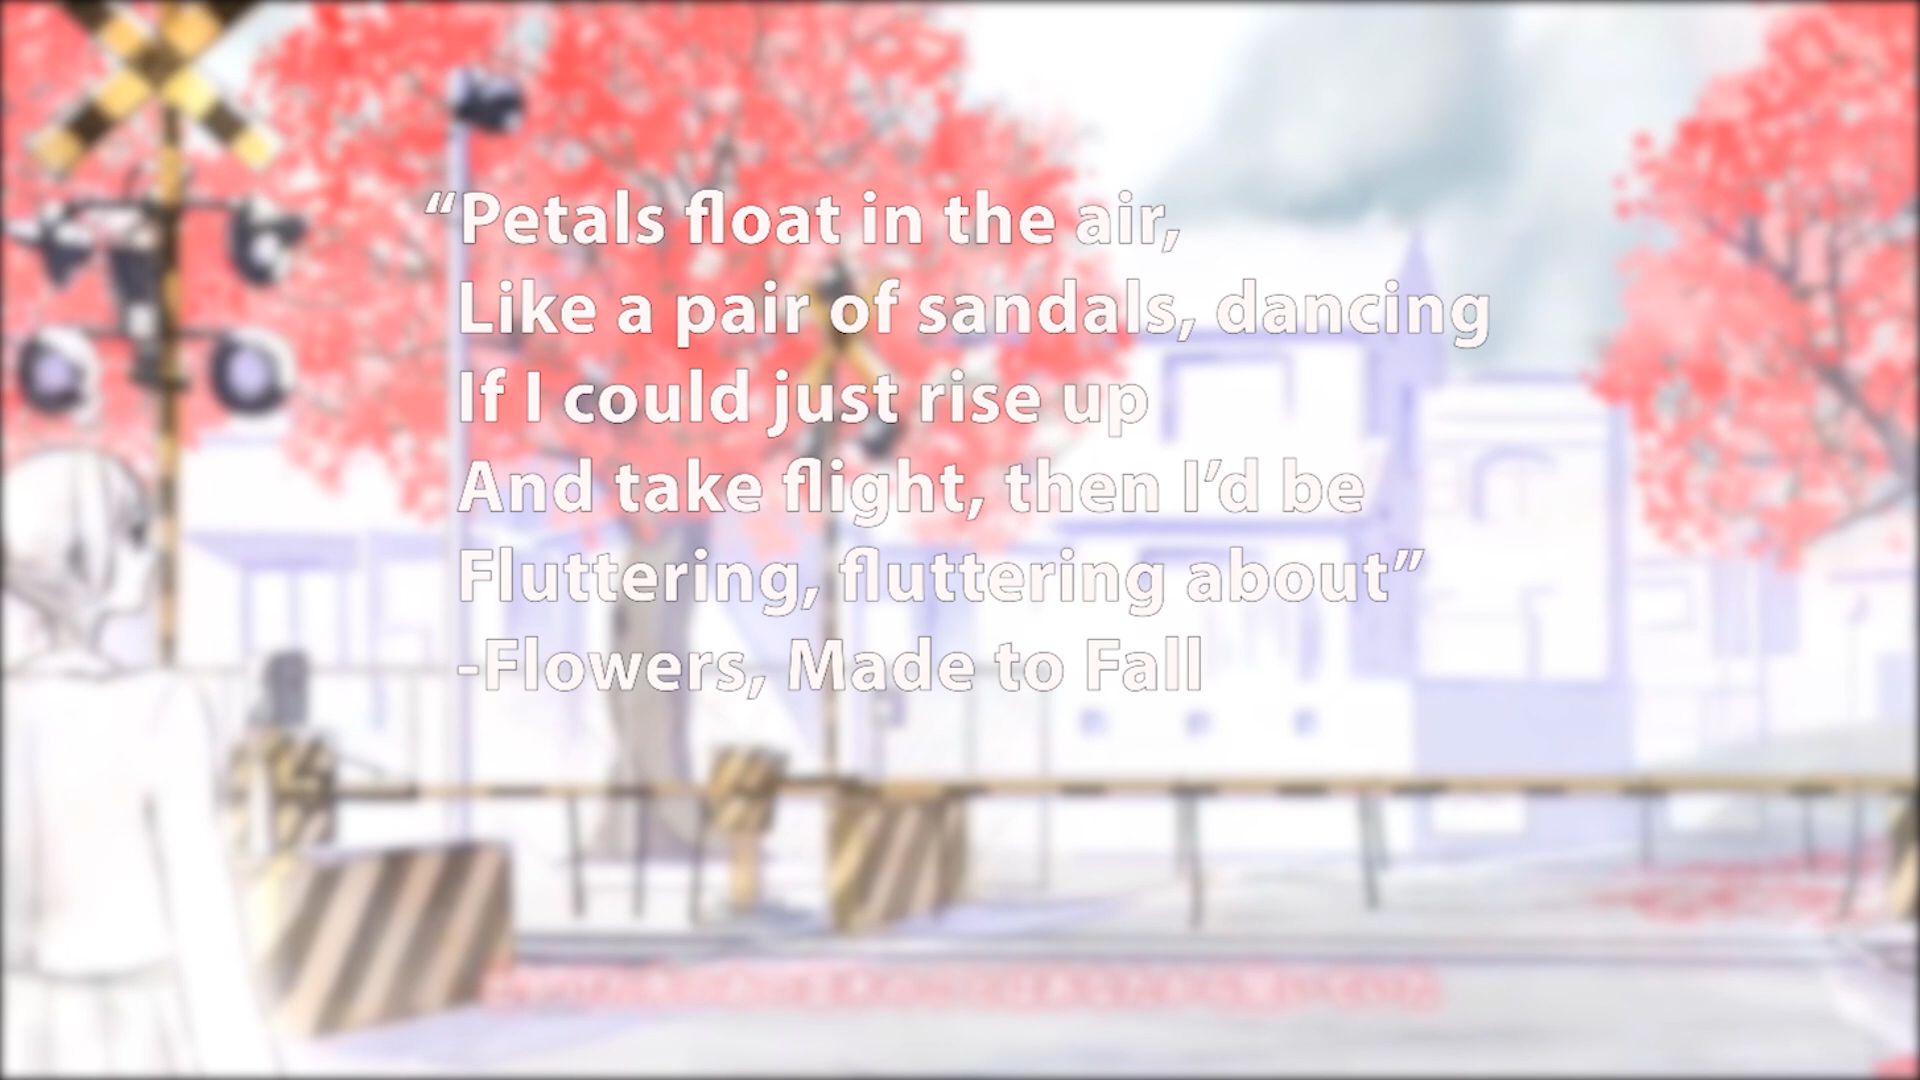 “Petals float in the air,
Like a pair of sandals, dancing
If I could just rise up
And take flight, then I’d be
Fluttering, fluttering about”
-Flowers, Made to Fall